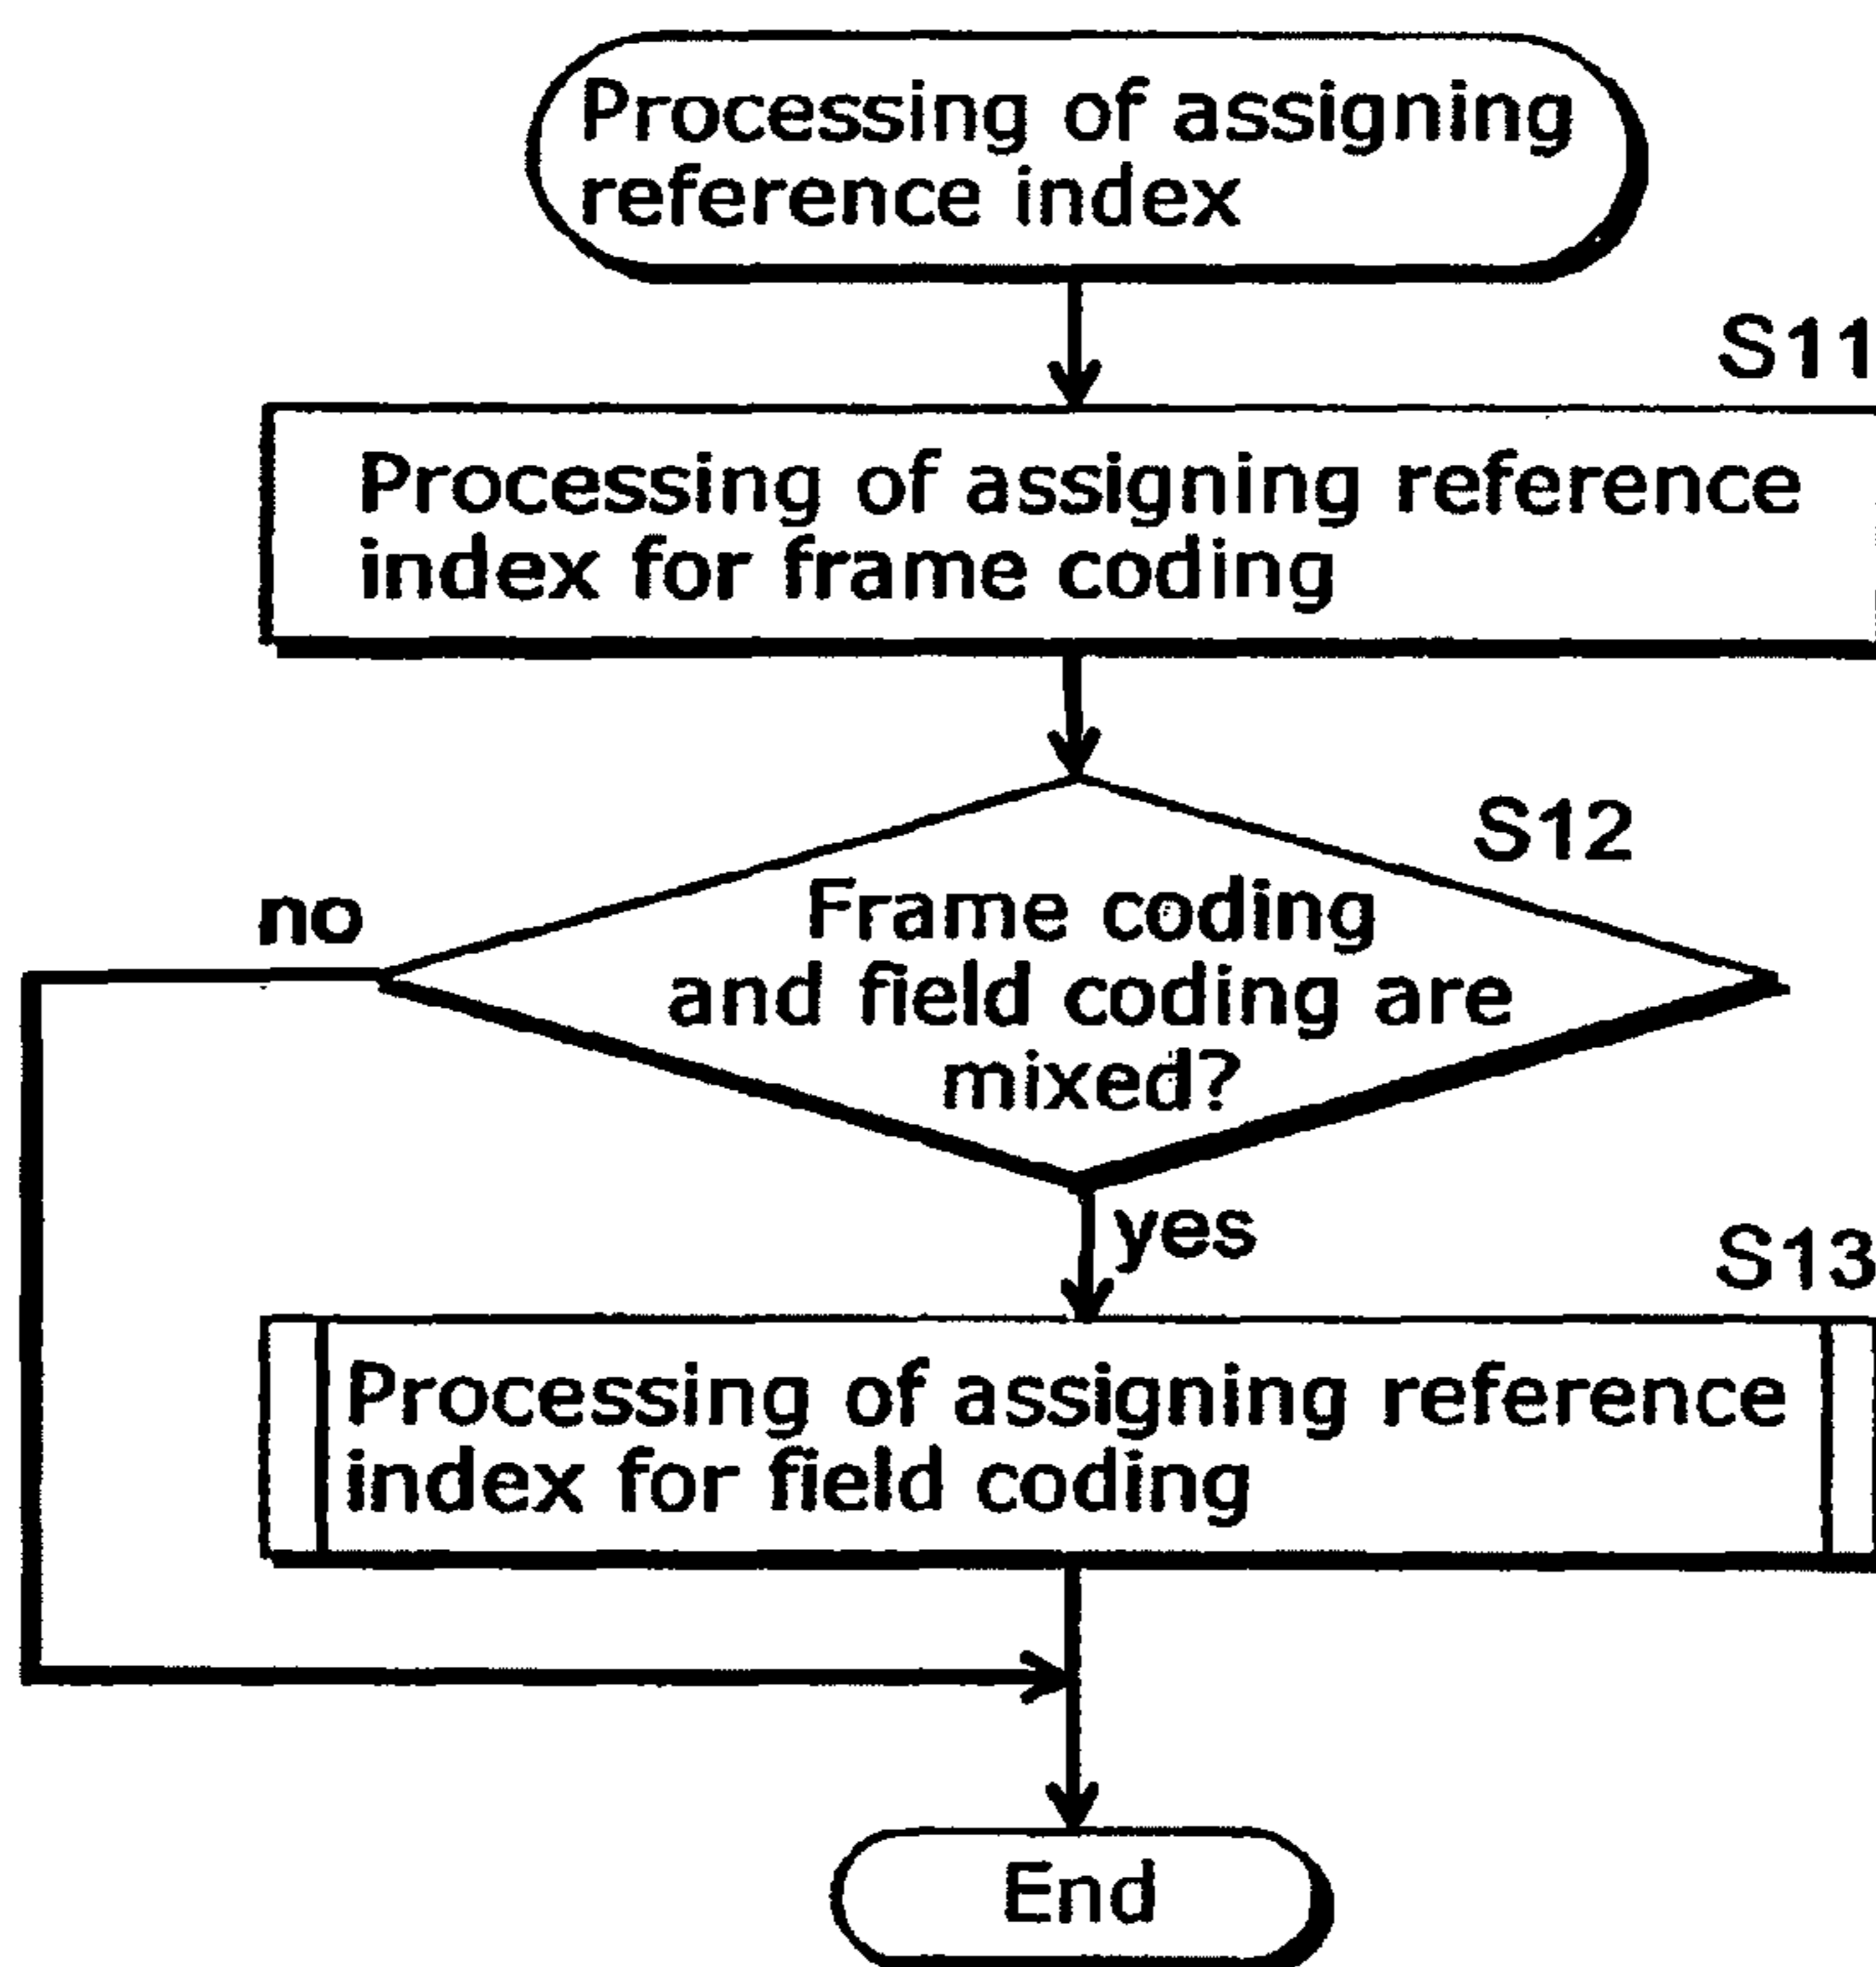 Processing of assigning
reference index
S11
Processing of assigning reference
index for frame coding
S12
no
Frame coding
and field coding are
mixed?
yes
S13
Processing of assigning reference
index for field coding
End